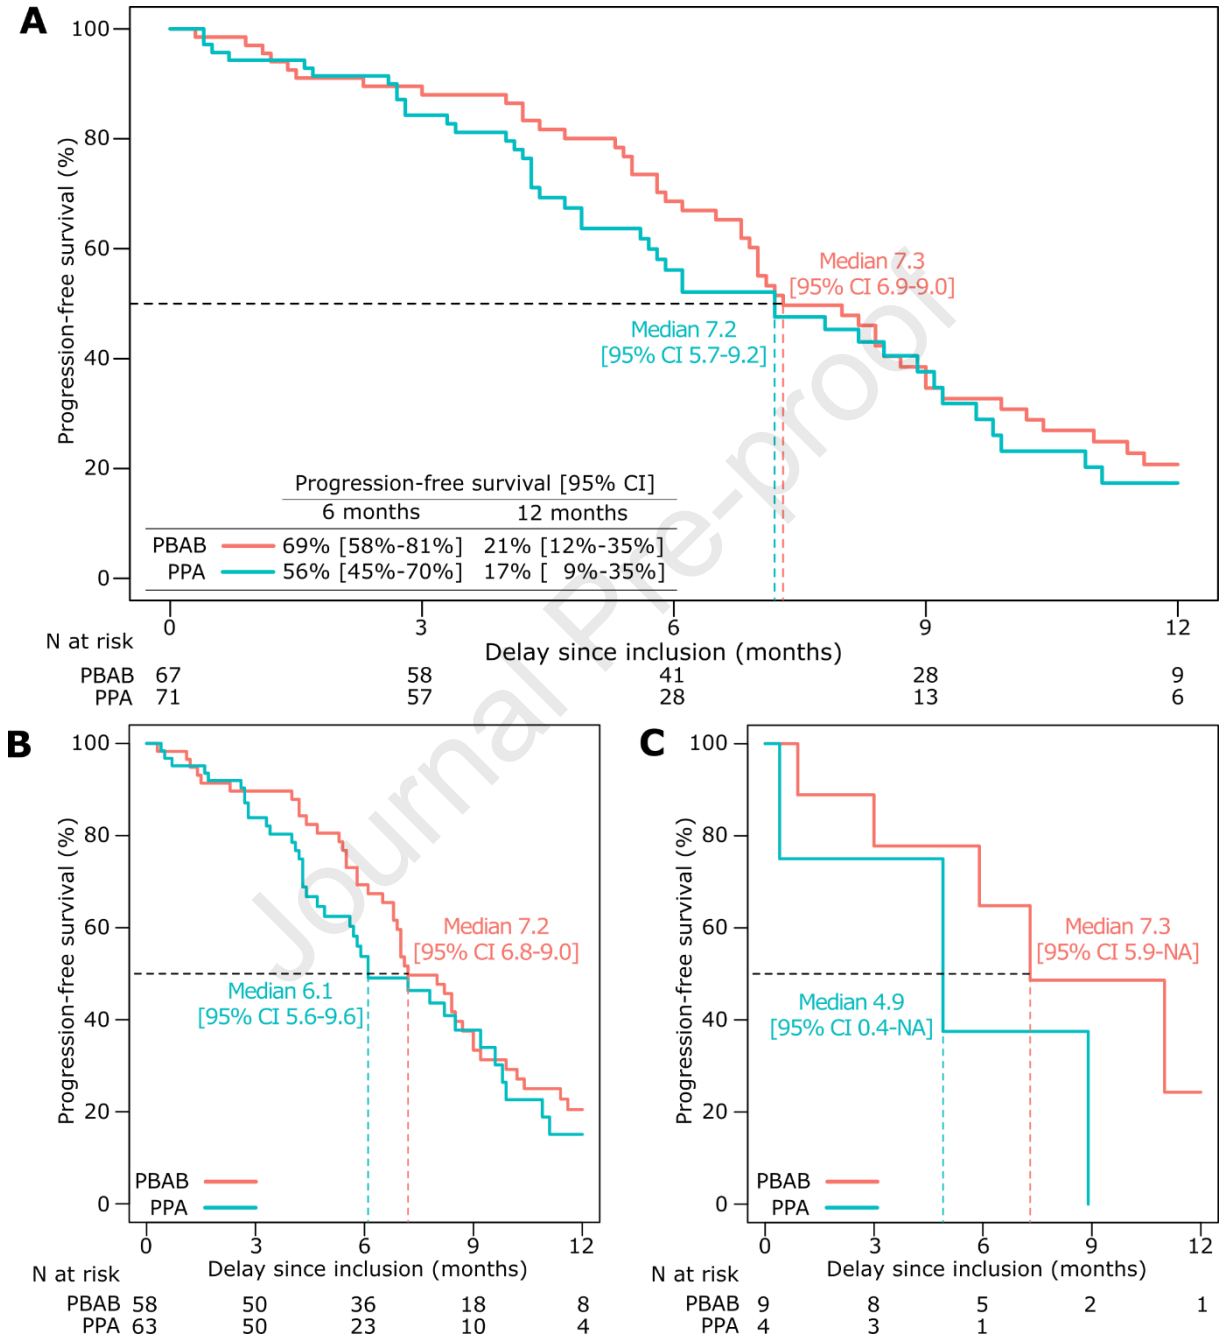 A
Progression-free survival (%)
100
80
60
40
20
0
Median 7.3
[95% CI 6.9-9.0]
Median 7.2
[95% CI 5.7-9.2]
Progression-free survival [95% CI]
6 months 12 months
PBAB 69% [58%-81%] 21% [12%-35%]
PPA 56% [45%-70%] 17% [ 9%-35%]
0 3 6 9 12
N at risk
Delay since inclusion (months)
PBAB 67 58 41 28 9
PPA 71 57 28 13 6
Journal Pre-proof
B
Progression-free survival (%)
100
80
60
40
20
0
Median 7.2
[95% CI 6.8-9.0]
Median 6.1
[95% CI 5.6-9.6]
PBAB
PPA
0 3 6 9 12
N at risk
Delay since inclusion (months)
PBAB 58 50 36 18 8
PPA 63 50 23 10 4
C
Progression-free survival (%)
100
80
60
40
20
0
Median 7.3
[95% CI 5.9-NA]
Median 4.9
[95% CI 0.4-NA]
PBAB
PPA
0 3 6 9 12
N at risk
Delay since inclusion (months)
PBAB 9 8 5 2 1
PPA 4 3 1